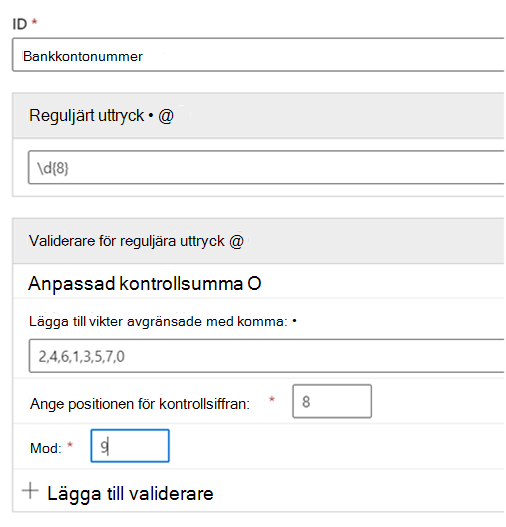 ID *
Bankkontonummer
Reguljärt uttryck • @
\d{8}
Validerare för reguljära uttryck @
Anpassad kontrollsumma O
Lägga till vikter avgränsade med komma: •
2,4,6,1,3,5,7,0
Ange positionen för kontrollsiffran: * 8
Mod: * 9
+ Lägga till validerare